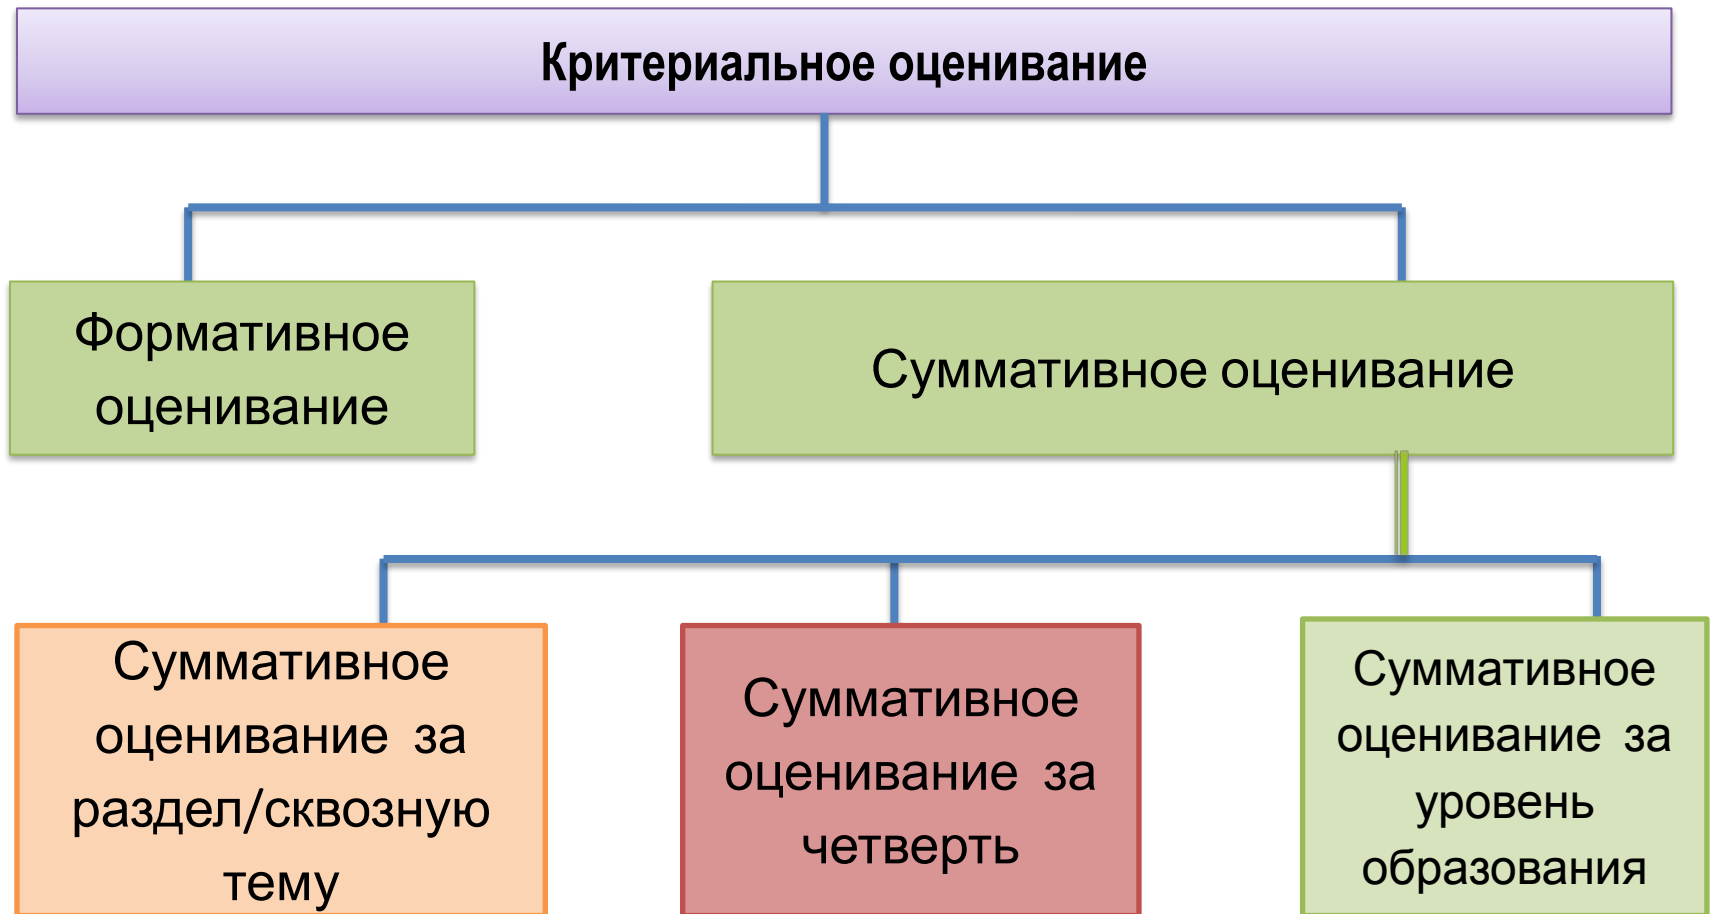 Критериальное оценивание
Формативное
оценивание
Суммативное оценивание
Суммативное
оценивание за
раздел/сквозную
тему
Суммативное
оценивание за
четверть
Суммативное
оценивание за
уровень
образования